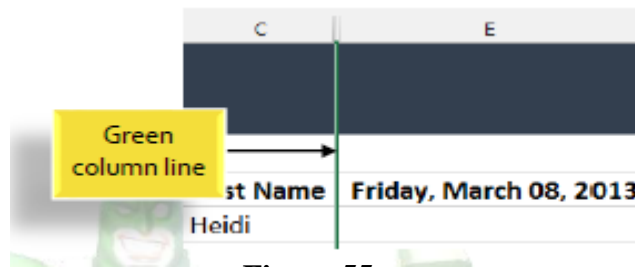 C E
Green
column line
st Name Friday, March 08, 2013
Heidi